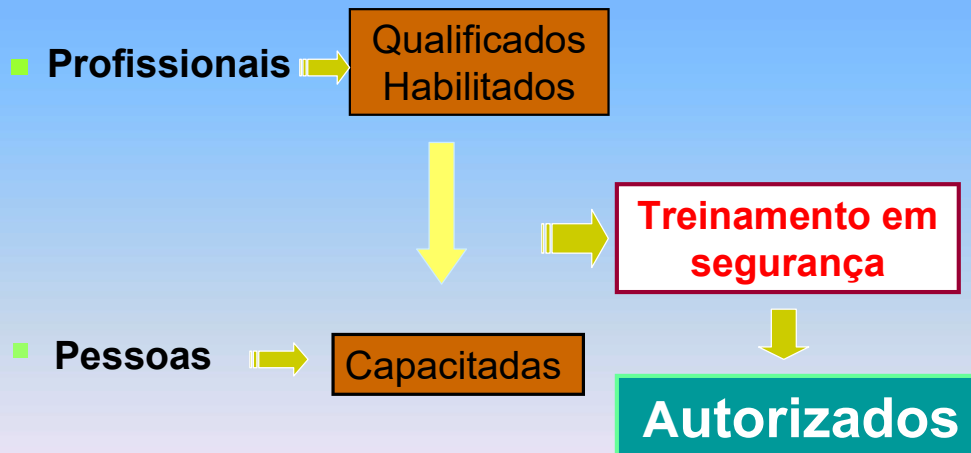 Profissionais
Qualificados
Habilitados
Treinamento em
segurança
Pessoas
Capacitadas
Autorizados